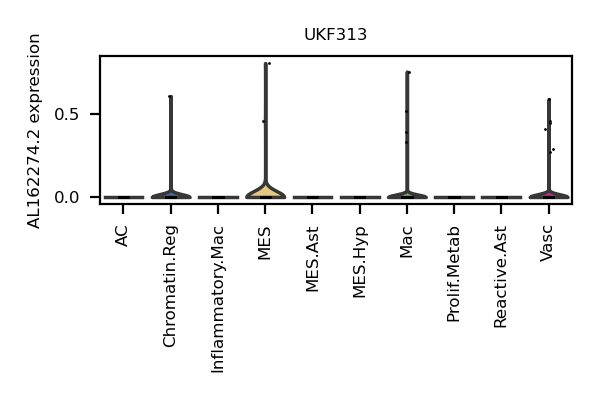 UKF313
AL162274.2 expression
0.5
0.0
AC
Chromatin.Reg
Inflammatory.Mac
MES
MES.Ast
MES.Hyp
Mac
Prolif.Metab
Reactive.Ast
Vasc